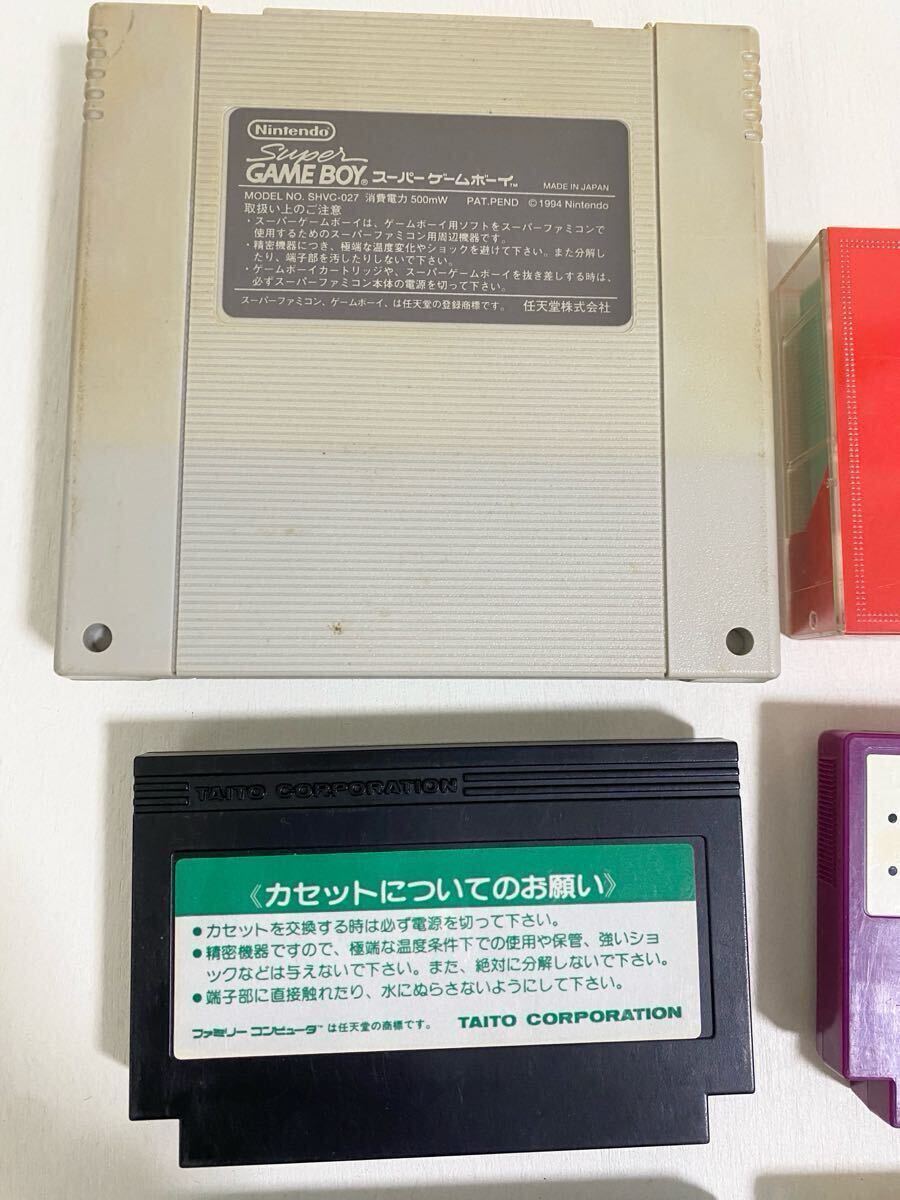 Nintendo
Super
GAME BOY® スーパーゲームボーイ™ MADE IN JAPAN
MODEL NO. SHVC-027 消費電力 500mW PAT.PEND ©1994 Nintendo
取扱い上のご注意
・スーパーゲームボーイは、ゲームボーイ用ソフトをスーパーファミコンで
使用するためのスーパーファミコン用周辺機器です。
・精密機器につき、極端な温度変化やショックを避けて下さい。また分解し
たり、端子部を汚したりしないで下さい。
・ゲームボーイカートリッジや、スーパーゲームボーイを抜き差しする時は、
必ずスーパーファミコン本体の電源を切って下さい。
スーパーファミコン、ゲームボーイ、は任天堂の登録商標です。 任天堂株式会社
TAITO CORPORATION
《カセットについてのお願い》
●カセットを交換する時は必ず電源を切って下さい。
●精密機器ですので、極端な温度条件下での使用や保管、強いショ
ックなどは与えないで下さい。また、絶対に分解しないで下さい。
●端子部に直接触れたり、水にぬらさないようにして下さい。
ファミリーコンピュータ™ は任天堂の商標です。 TAITO CORPORATION